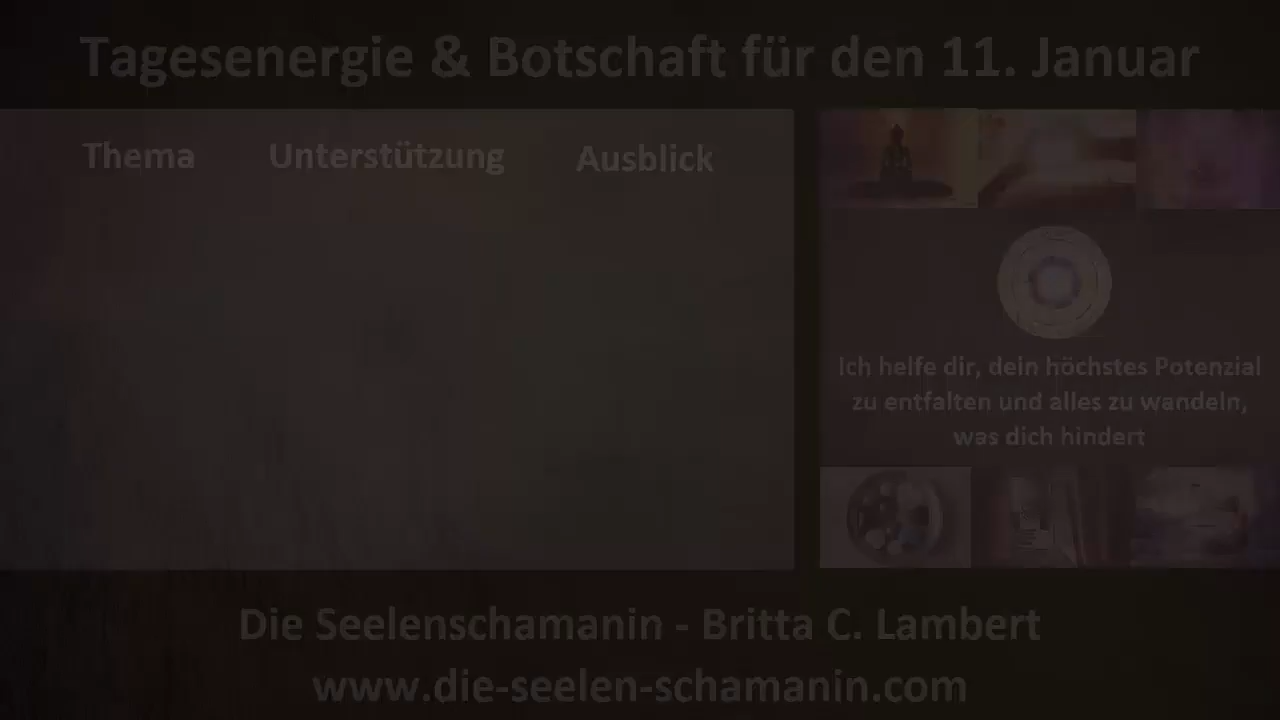 Tagesenergie & Botschaft für den 11. Januar
Thema Unterstützung Ausblick
Ich helfe dir, dein höchstes Potenzial
zu entfalten und alles zu wandeln,
was dich hindert
Die Seelenschamanin - Britta C. Lambert
www.die-seelen-schamanin.com